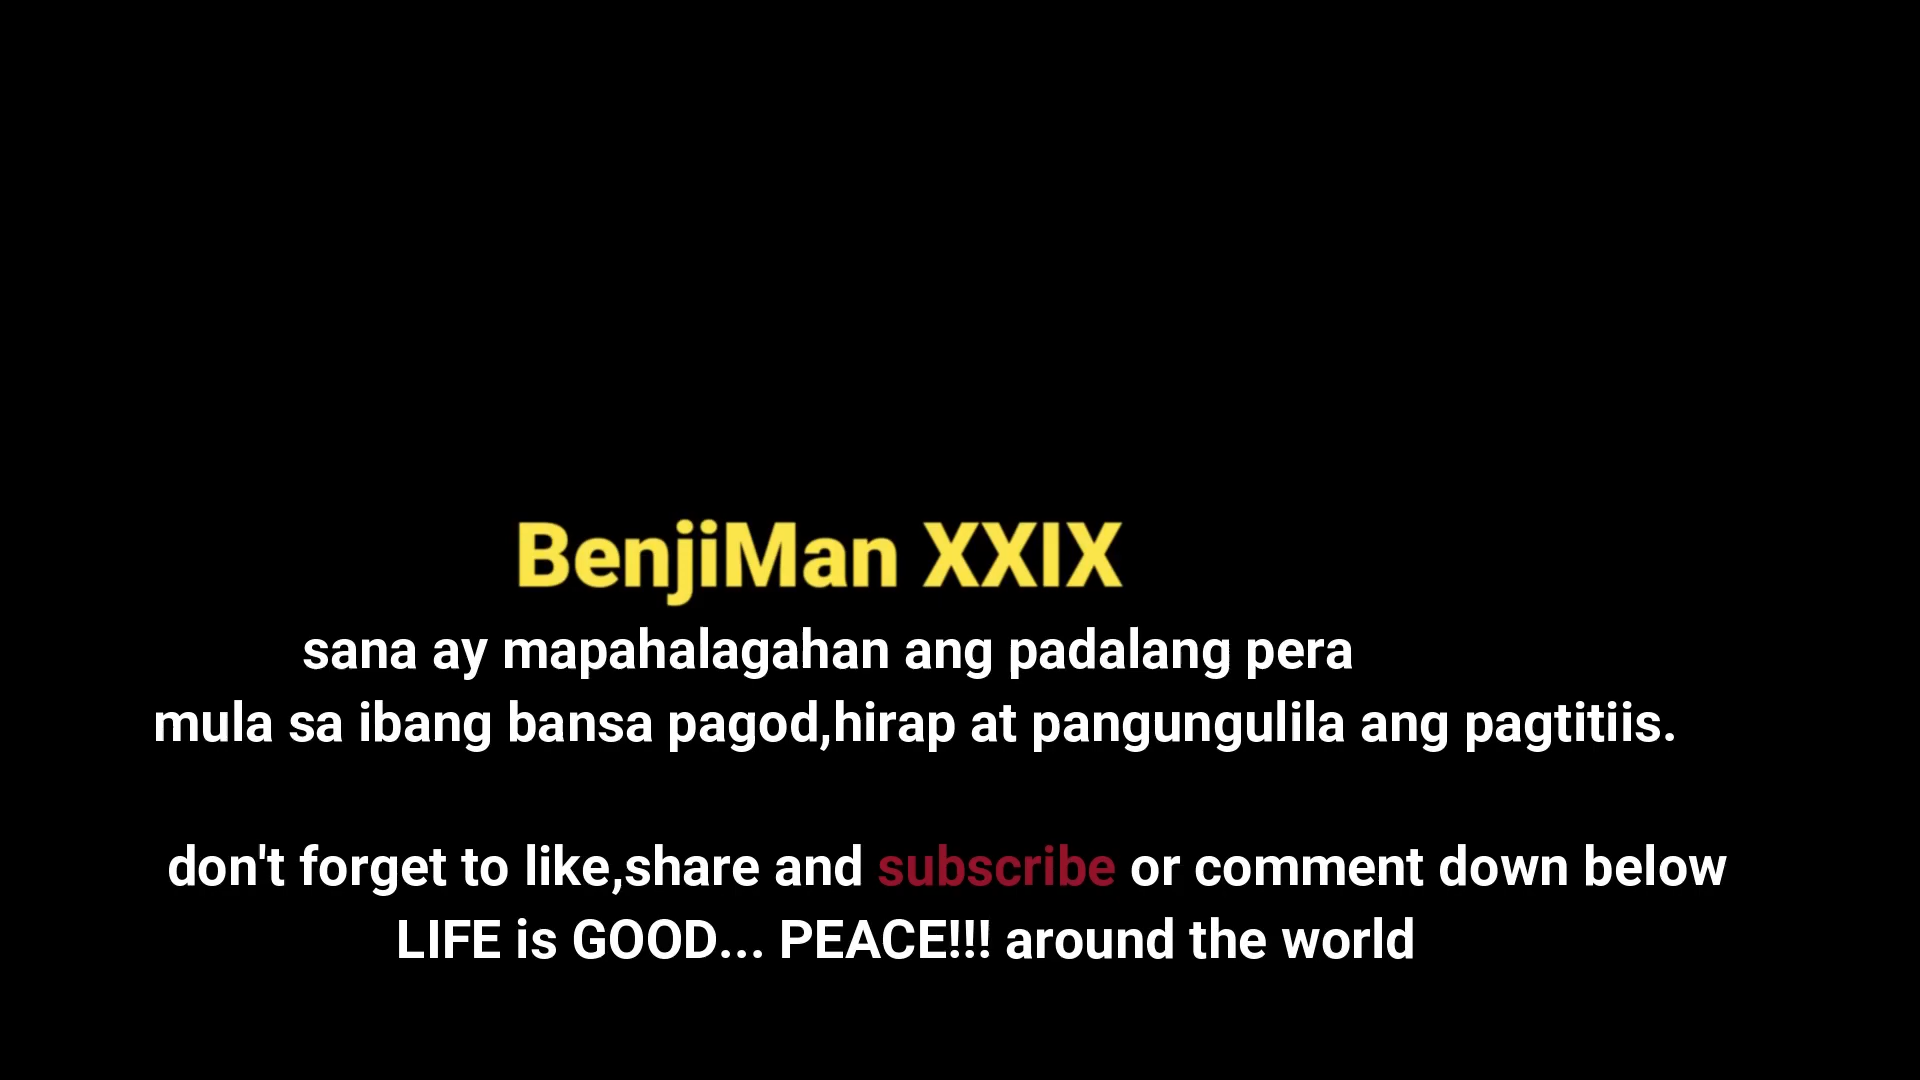 BenjiMan XXIX
sana ay mapahalagahan ang padalang pera
mula sa ibang bansa pagod,hirap at pangungulila ang pagtitiis.
don't forget to like,share and subscribe or comment down below
LIFE is GOOD... PEACE!!! around the world